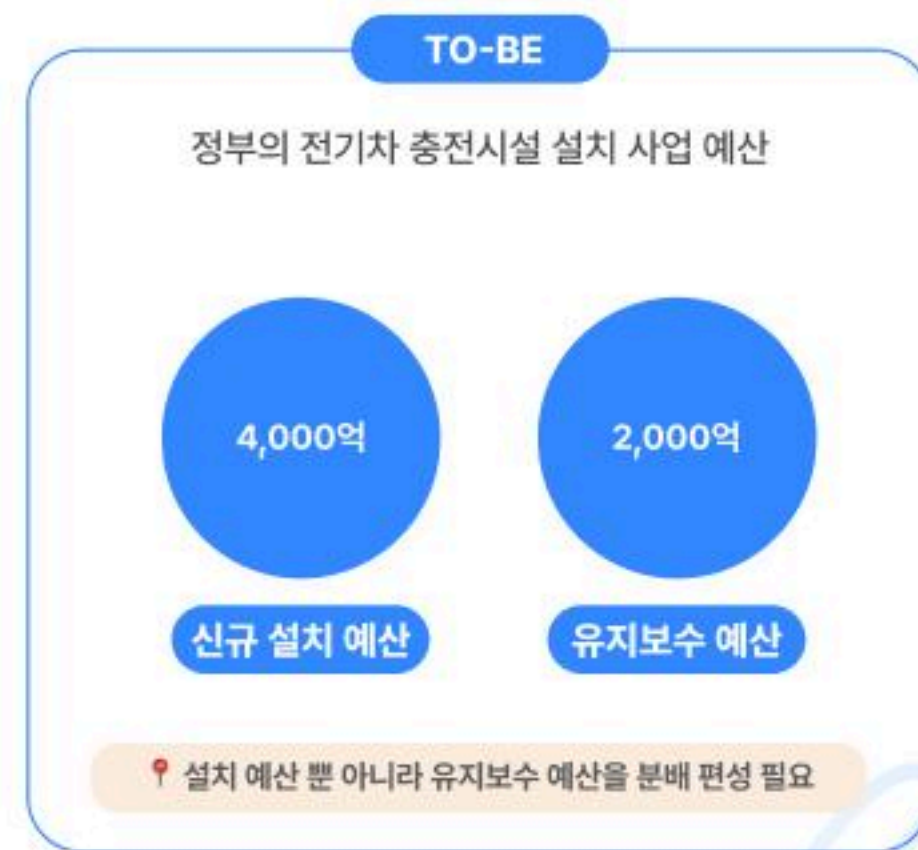 TO-BE
정부의 전기차 충전시설 설치 사업 예산
4,000억
2,000억
신규 설치 예산
유지보수 예산
📍 설치 예산 뿐 아니라 유지보수 예산을 분배 편성 필요